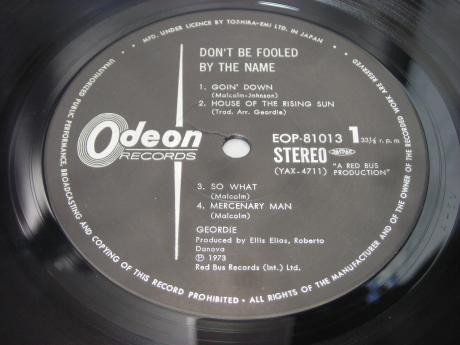 MFD. UNDER LICENCE BY TOSHIBA-EMI LTD. IN JAPAN
UNAUTHORIZED PUBLIC PERFORMANCE, BROADCASTING AND COPYING OF THIS RECORD PROHIBITED • ALL RIGHTS OF THE MANUFACTURER AND OF THE OWNER OF THE RECORDED WORK ARE RESERVED
DON'T BE FOOLED
BY THE NAME
1. GOIN' DOWN
(Malcolm-Johnson)
2. HOUSE OF THE RISING SUN
(Trad. Arr. Geordie)
Odeon
RECORDS
EOP-81013 1 33⅓ r. p. m.
STEREO
(YAX-4711)
"A RED BUS
PRODUCTION"
3. SO WHAT
(Malcolm)
4. MERCENARY MAN
(Malcolm)
GEORDIE
Produced by Ellis Elias, Roberto
Danova
Ⓟ 1973
Red Bus Records (Int.) Ltd.